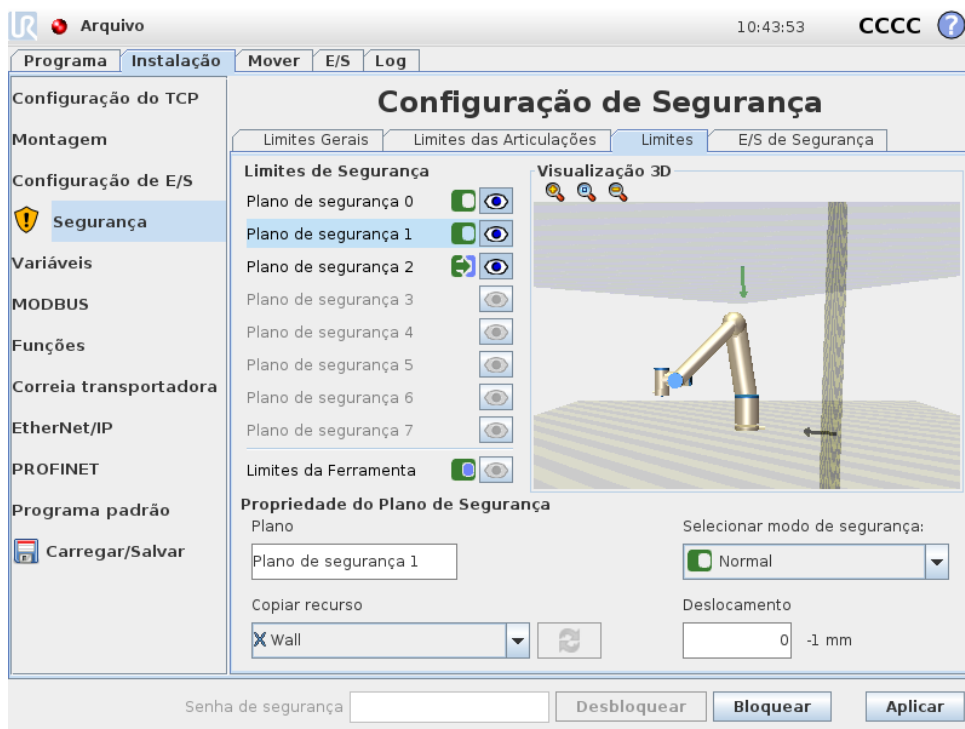 UR Arquivo 10:43:53 CCCC ?
Programa Instalação Mover E/S Log
Configuração do TCP
Montagem
Configuração de E/S
Segurança
Variáveis
MODBUS
Funções
Correia transportadora
EtherNet/IP
PROFINET
Programa padrão
Carregar/Salvar
Configuração de Segurança
Limites Gerais Limites das Articulações Limites E/S de Segurança
Limites de Segurança
Plano de segurança 0
Plano de segurança 1
Plano de segurança 2
Plano de segurança 3
Plano de segurança 4
Plano de segurança 5
Plano de segurança 6
Plano de segurança 7
Limites da Ferramenta
Visualização 3D
Propriedade do Plano de Segurança
Plano
Plano de segurança 1
Selecionar modo de segurança:
Normal
Copiar recurso
Wall
Deslocamento
0 -1 mm
Senha de segurança Desbloquear Bloquear Aplicar